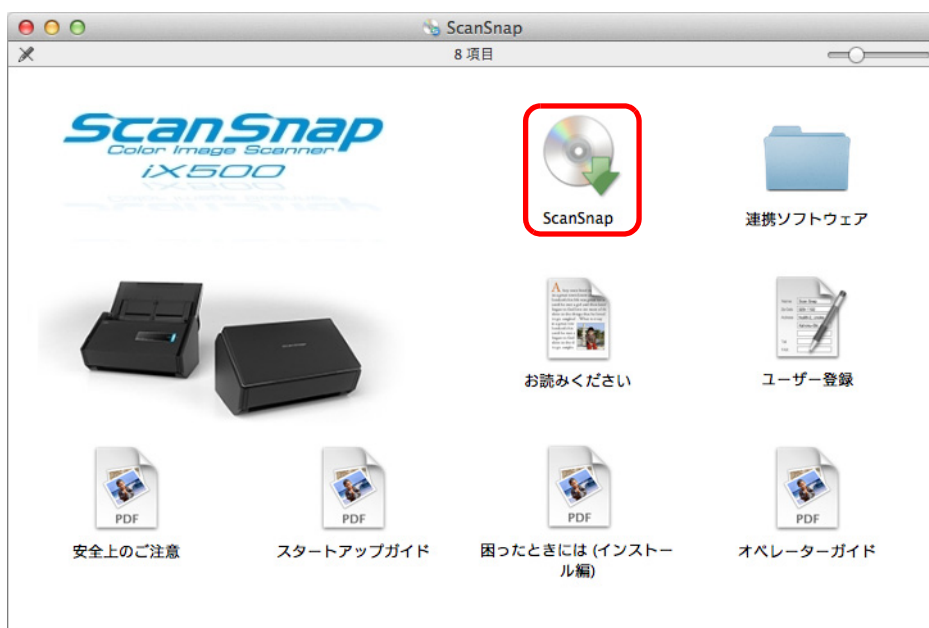 ScanSnap
8 項目
ScanSnap
Color Image Scanner
iX500
ScanSnap
連携ソフトウェア
お読みください
ユーザー登録
PDF
PDF
PDF
PDF
安全上のご注意
スタートアップガイド
困ったときには (インストー
ル編)
オペレーターガイド